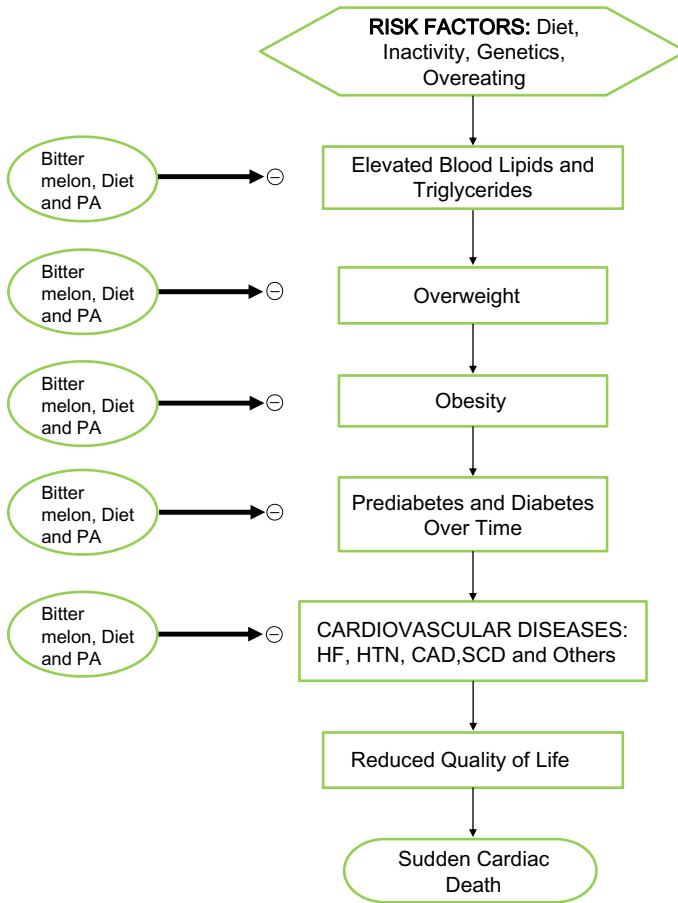 RISK FACTORS: Diet,
Inactivity, Genetics,
Overeating
Bitter
melon, Diet
and PA
⊖
Elevated Blood Lipids and
Triglycerides
Bitter
melon, Diet
and PA
⊖
Overweight
Bitter
melon, Diet
and PA
⊖
Obesity
Bitter
melon, Diet
and PA
⊖
Prediabetes and Diabetes
Over Time
Bitter
melon, Diet
and PA
⊖
CARDIOVASCULAR DISEASES:
HF, HTN, CAD,SCD and Others
Reduced Quality of Life
Sudden Cardiac
Death